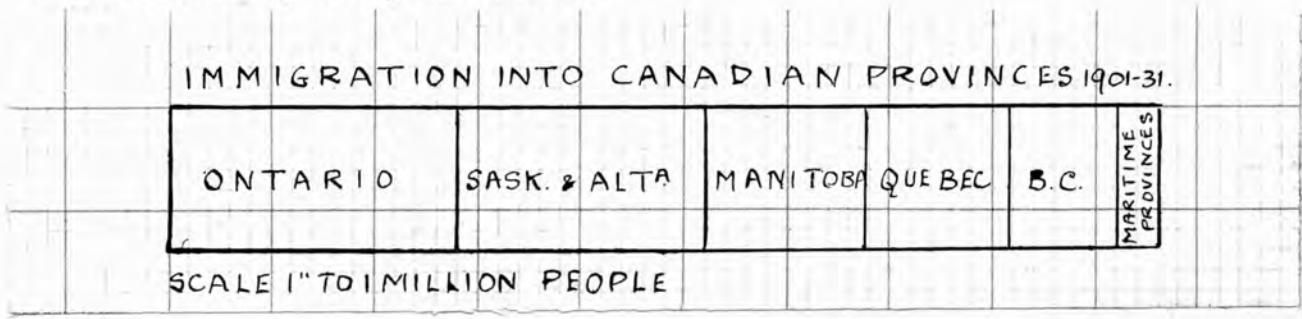 IMMIGRATION INTO CANADIAN PROVINCES 1901-31.
ONTARIO
SASK. & ALTA
MANITOBA
QUEBEC
B.C.
MARITIME
PROVINCES
SCALE 1" TO 1 MILLION PEOPLE